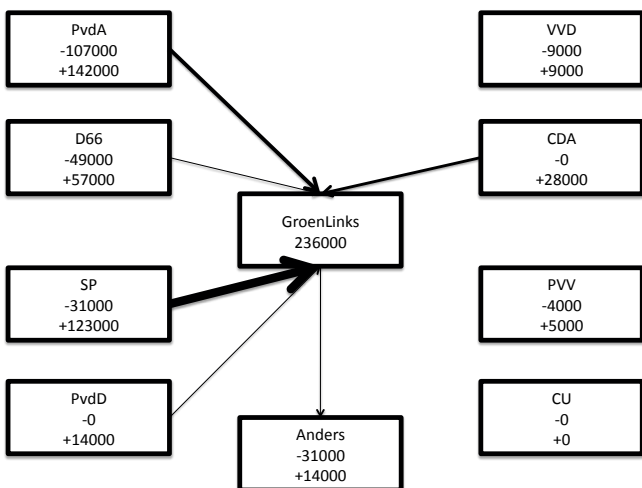 PvdA
-107000
+142000
VVD
-9000
+9000
D66
-49000
+57000
CDA
-0
+28000
GroenLinks
236000
SP
-31000
+123000
PVV
-4000
+5000
PvdD
-0
+14000
CU
-0
+0
Anders
-31000
+14000